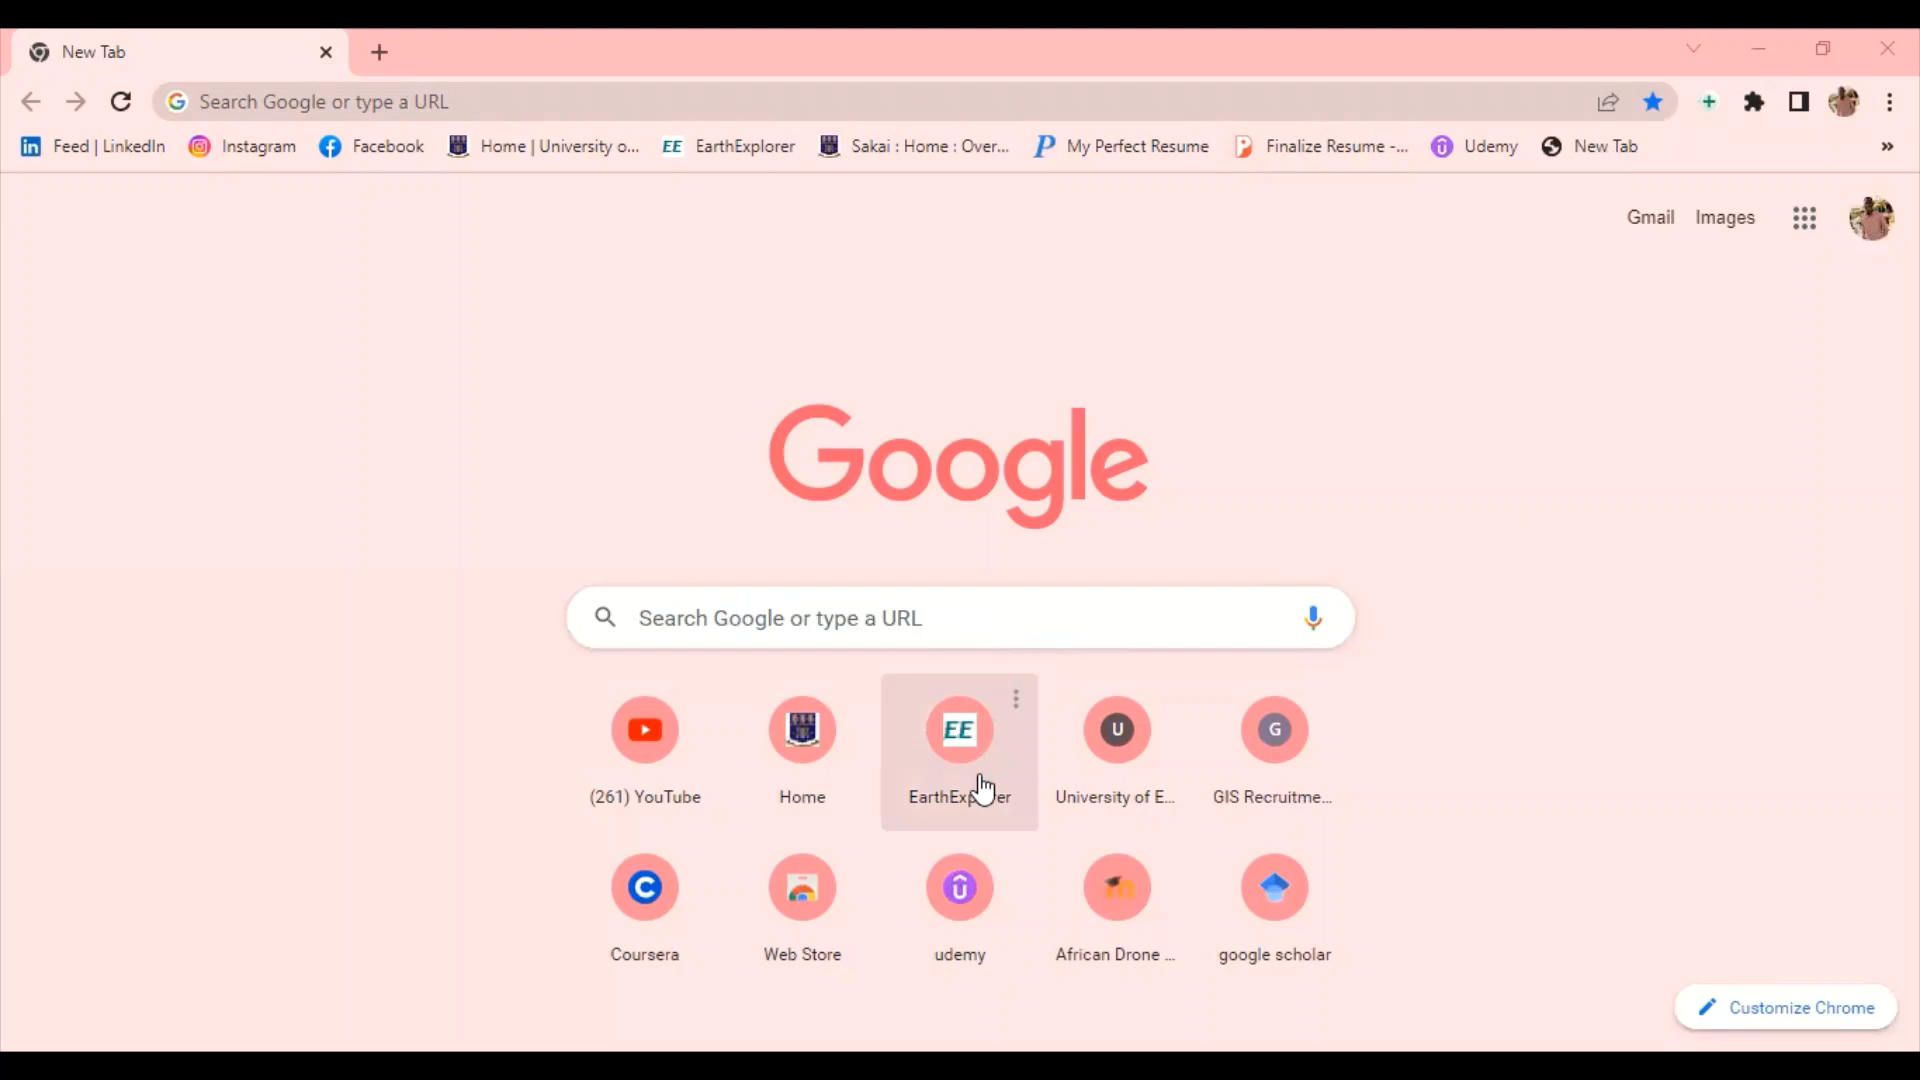 New Tab
Search Google or type a URL
Feed | LinkedIn Instagram Facebook Home | University o... EE EarthExplorer Sakai : Home : Over... My Perfect Resume Finalize Resume -... Udemy New Tab »
Gmail Images
Google
Search Google or type a URL
EE U G
(261) YouTube Home University of E... GIS Recruitme...
Coursera Web Store udemy African Drone ... google scholar
Customize Chrome